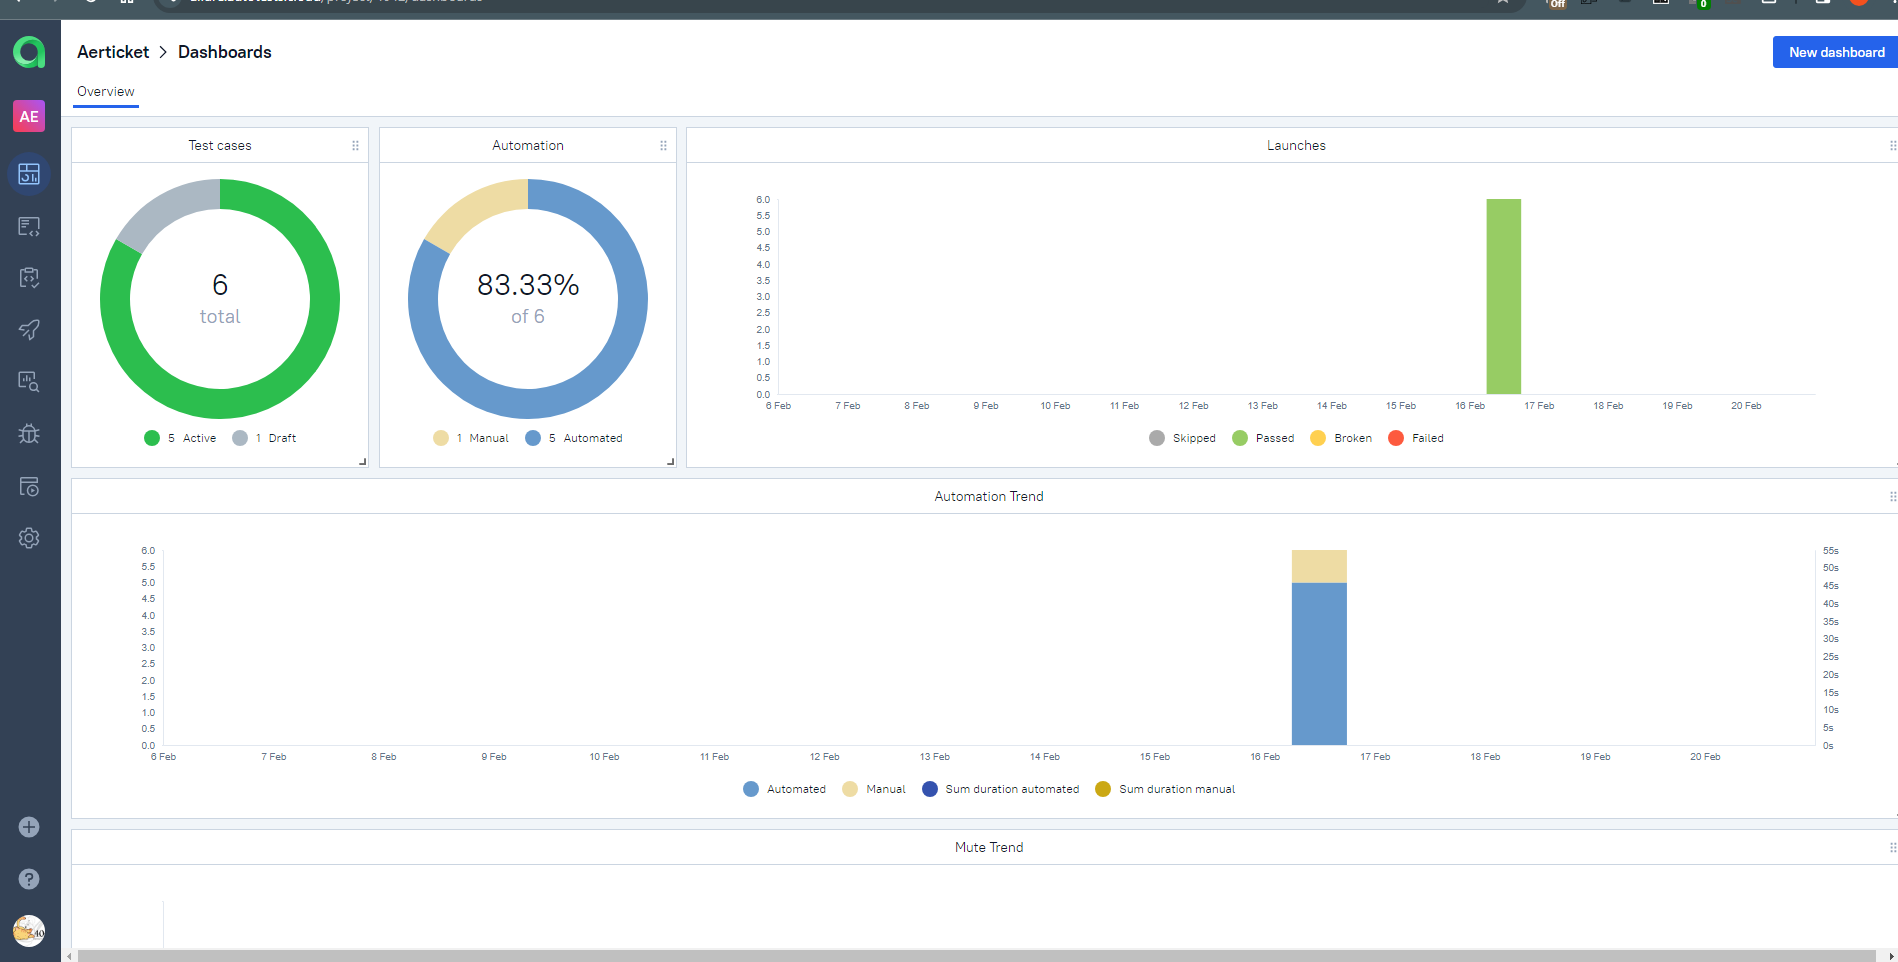 Off
0
Aerticket > Dashboards
New dashboard
Overview
AE
Test cases
6
total
5 Active 1 Draft
Automation
83.33%
of 6
1 Manual 5 Automated
Launches
6.0
5.5
5.0
4.5
4.0
3.5
3.0
2.5
2.0
1.5
1.0
0.5
0.0
6 Feb 7 Feb 8 Feb 9 Feb 10 Feb 11 Feb 12 Feb 13 Feb 14 Feb 15 Feb 16 Feb 17 Feb 18 Feb 19 Feb 20 Feb
Skipped Passed Broken Failed
Automation Trend
6.0
5.5
5.0
4.5
4.0
3.5
3.0
2.5
2.0
1.5
1.0
0.5
0.0
55s
50s
45s
40s
35s
30s
25s
20s
15s
10s
5s
0s
6 Feb 7 Feb 8 Feb 9 Feb 10 Feb 11 Feb 12 Feb 13 Feb 14 Feb 15 Feb 16 Feb 17 Feb 18 Feb 19 Feb 20 Feb
Automated Manual Sum duration automated Sum duration manual
Mute Trend